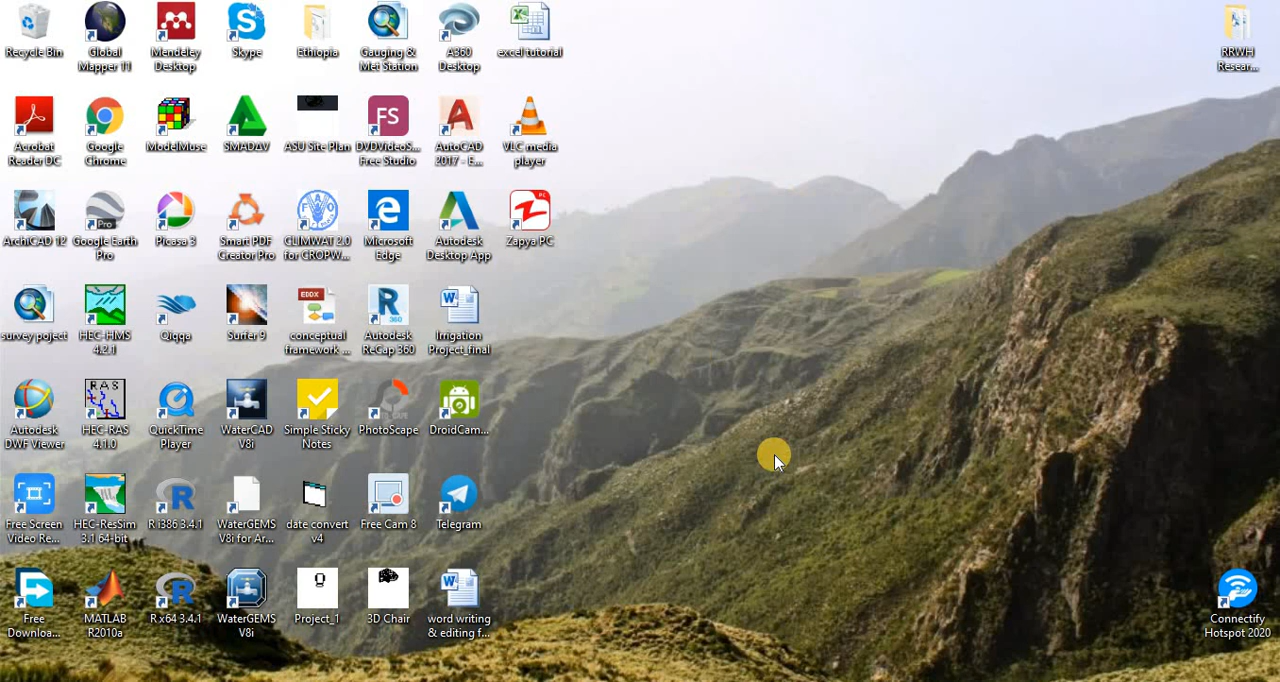 Recycle Bin
Global
Mapper 11
Mendeley
Desktop
Skype
Ethiopia
Gauging &
Met Station
A360
Desktop
excel tutorial
RRWH
Resear...
Acrobat
Reader DC
Google
Chrome
ModelMuse
SMADAV
ASU Site Plan
FS
DVDVideoS...
Free Studio
AutoCAD
2017 - E...
VLC media
player
ArchiCAD 12
Pro
Google Earth
Pro
Picasa 3
Smart PDF
Creator Pro
CLIMWAT 2.0
for CROPW...
Microsoft
Edge
Autodesk
Desktop App
PC
Zapya PC
survey poject
HEC-HMS
4.2.1
Qiqqa
Surfer 9
EDDX
conceptual
framework ...
R
360
Autodesk
ReCap 360
W
Irrigation
Project_final
Autodesk
DWF Viewer
RAS
HEC-RAS
4.1.0
QuickTime
Player
WaterCAD
V8i
Simple Sticky
Notes
PhotoScape
DroidCam...
Free Screen
Video Re...
HEC-ResSim
3.1 64-bit
R
R i386 3.4.1
WaterGEMS
V8i for Ar...
date convert
v4
Free Cam 8
Telegram
Free
Downloa...
MATLAB
R2010a
R
R x64 3.4.1
WaterGEMS
V8i
Project_1
3D Chair
W
word writing
& editing f...
Connectify
Hotspot 2020